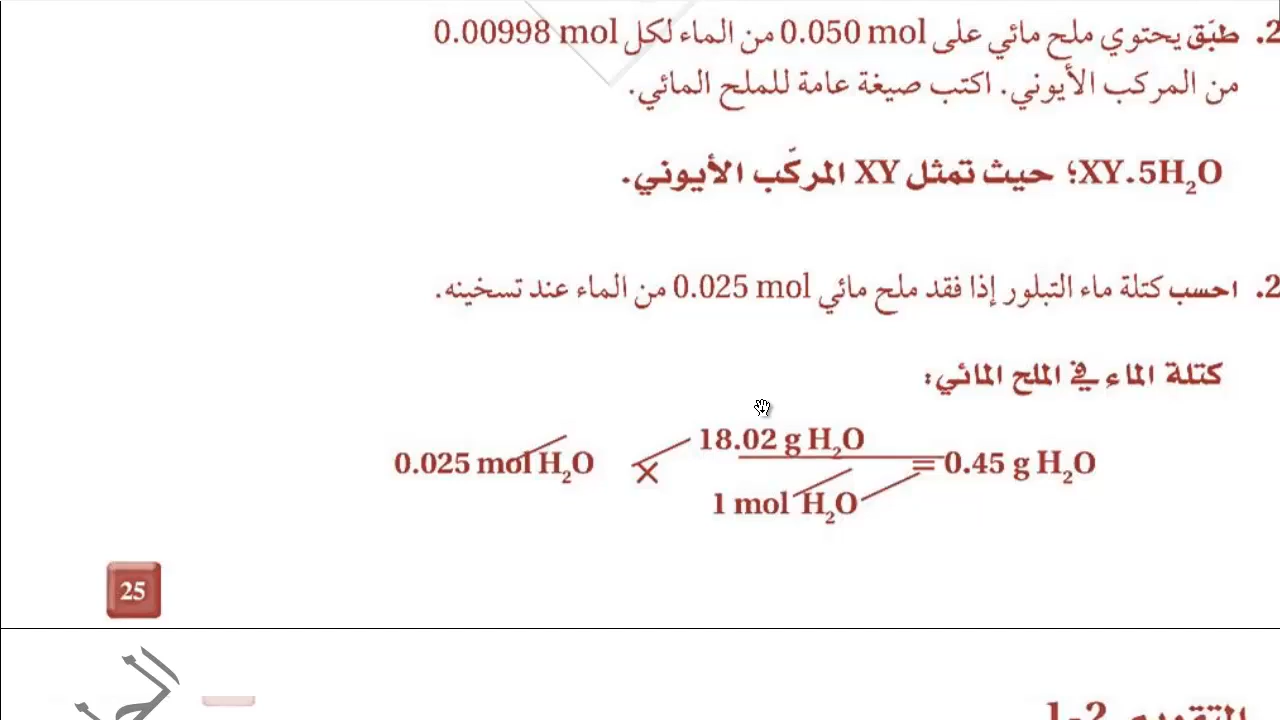 2. طبّق يحتوي ملح مائي على 0.050 mol من الماء لكل 0.00998 mol
من المركب الأيوني. اكتب صيغة عامة للملح المائي.
XY.5H₂O؛ حيث تمثل XY المركّب الأيوني.
2. احسب كتلة ماء التبلور إذا فقد ملح مائي 0.025 mol من الماء عند تسخينه.
كتلة الماء في الملح المائي:
18.02 g H₂O
0.025 mol H₂O × = 0.45 g H₂O
1 mol H₂O
25
التقويم 2-1